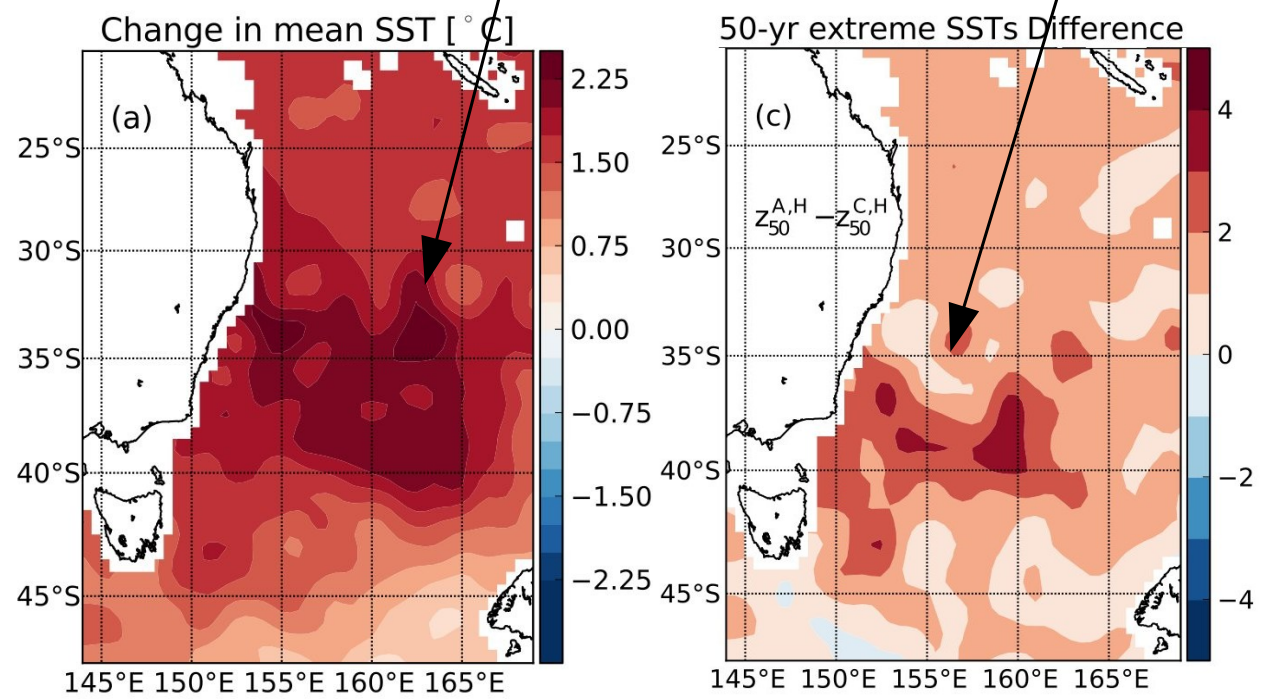 Change in mean SST [°C]
(a)
25°S
30°S
35°S
40°S
45°S
145°E 150°E 155°E 160°E 165°E
2.25
1.50
0.75
0.00
−0.75
−1.50
−2.25
50-yr extreme SSTs Difference
(c)
z₅₀^A,H − z₅₀^C,H
25°S
30°S
35°S
40°S
45°S
145°E 150°E 155°E 160°E 165°E
4
2
0
−2
−4